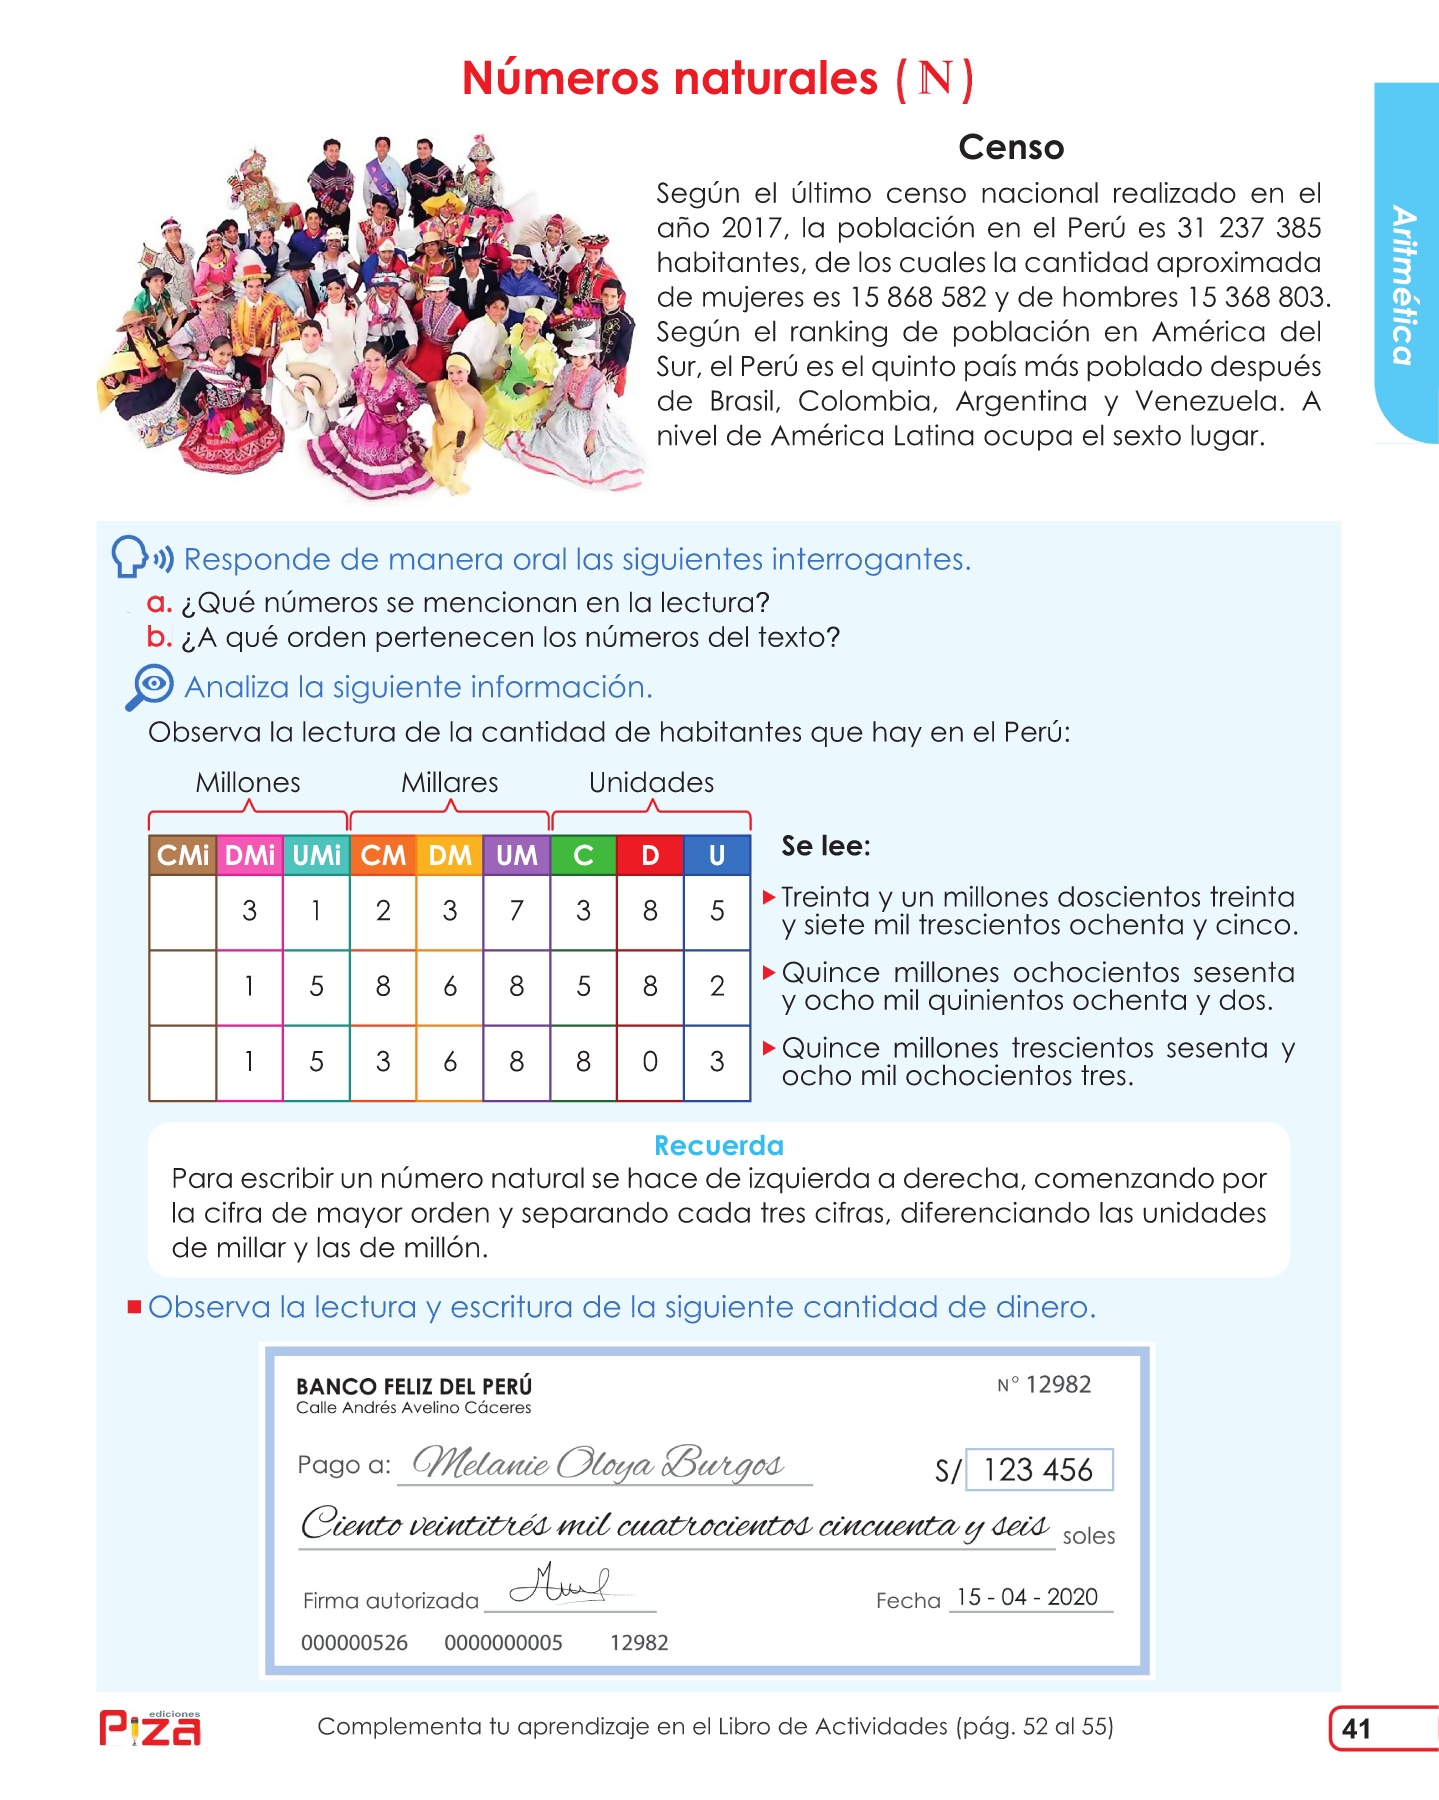 Números naturales ( N )
Censo
Según el último censo nacional realizado en el
año 2017, la población en el Perú es 31 237 385
habitantes, de los cuales la cantidad aproximada
de mujeres es 15 868 582 y de hombres 15 368 803.
Según el ranking de población en América del
Sur, el Perú es el quinto país más poblado después
de Brasil, Colombia, Argentina y Venezuela. A
nivel de América Latina ocupa el sexto lugar.
Aritmética
Responde de manera oral las siguientes interrogantes.
a. ¿Qué números se mencionan en la lectura?
b. ¿A qué orden pertenecen los números del texto?
Analiza la siguiente información.
Observa la lectura de la cantidad de habitantes que hay en el Perú:
Millones Millares Unidades
CMi DMi UMi CM DM UM C D U
3 1 2 3 7 3 8 5
1 5 8 6 8 5 8 2
1 5 3 6 8 8 0 3
Se lee:
Treinta y un millones doscientos treinta
y siete mil trescientos ochenta y cinco.
Quince millones ochocientos sesenta
y ocho mil quinientos ochenta y dos.
Quince millones trescientos sesenta y
ocho mil ochocientos tres.
Recuerda
Para escribir un número natural se hace de izquierda a derecha, comenzando por
la cifra de mayor orden y separando cada tres cifras, diferenciando las unidades
de millar y las de millón.
Observa la lectura y escritura de la siguiente cantidad de dinero.
BANCO FELIZ DEL PERÚ
N° 12982
Calle Andrés Avelino Cáceres
Pago a: Melanie Oloya Burgos
S/ 123 456
Ciento veintitrés mil cuatrocientos cincuenta y seis soles
Firma autorizada
Fecha 15 - 04 - 2020
000000526 0000000005 12982
ediciones
Piza
Complementa tu aprendizaje en el Libro de Actividades (pág. 52 al 55)
41